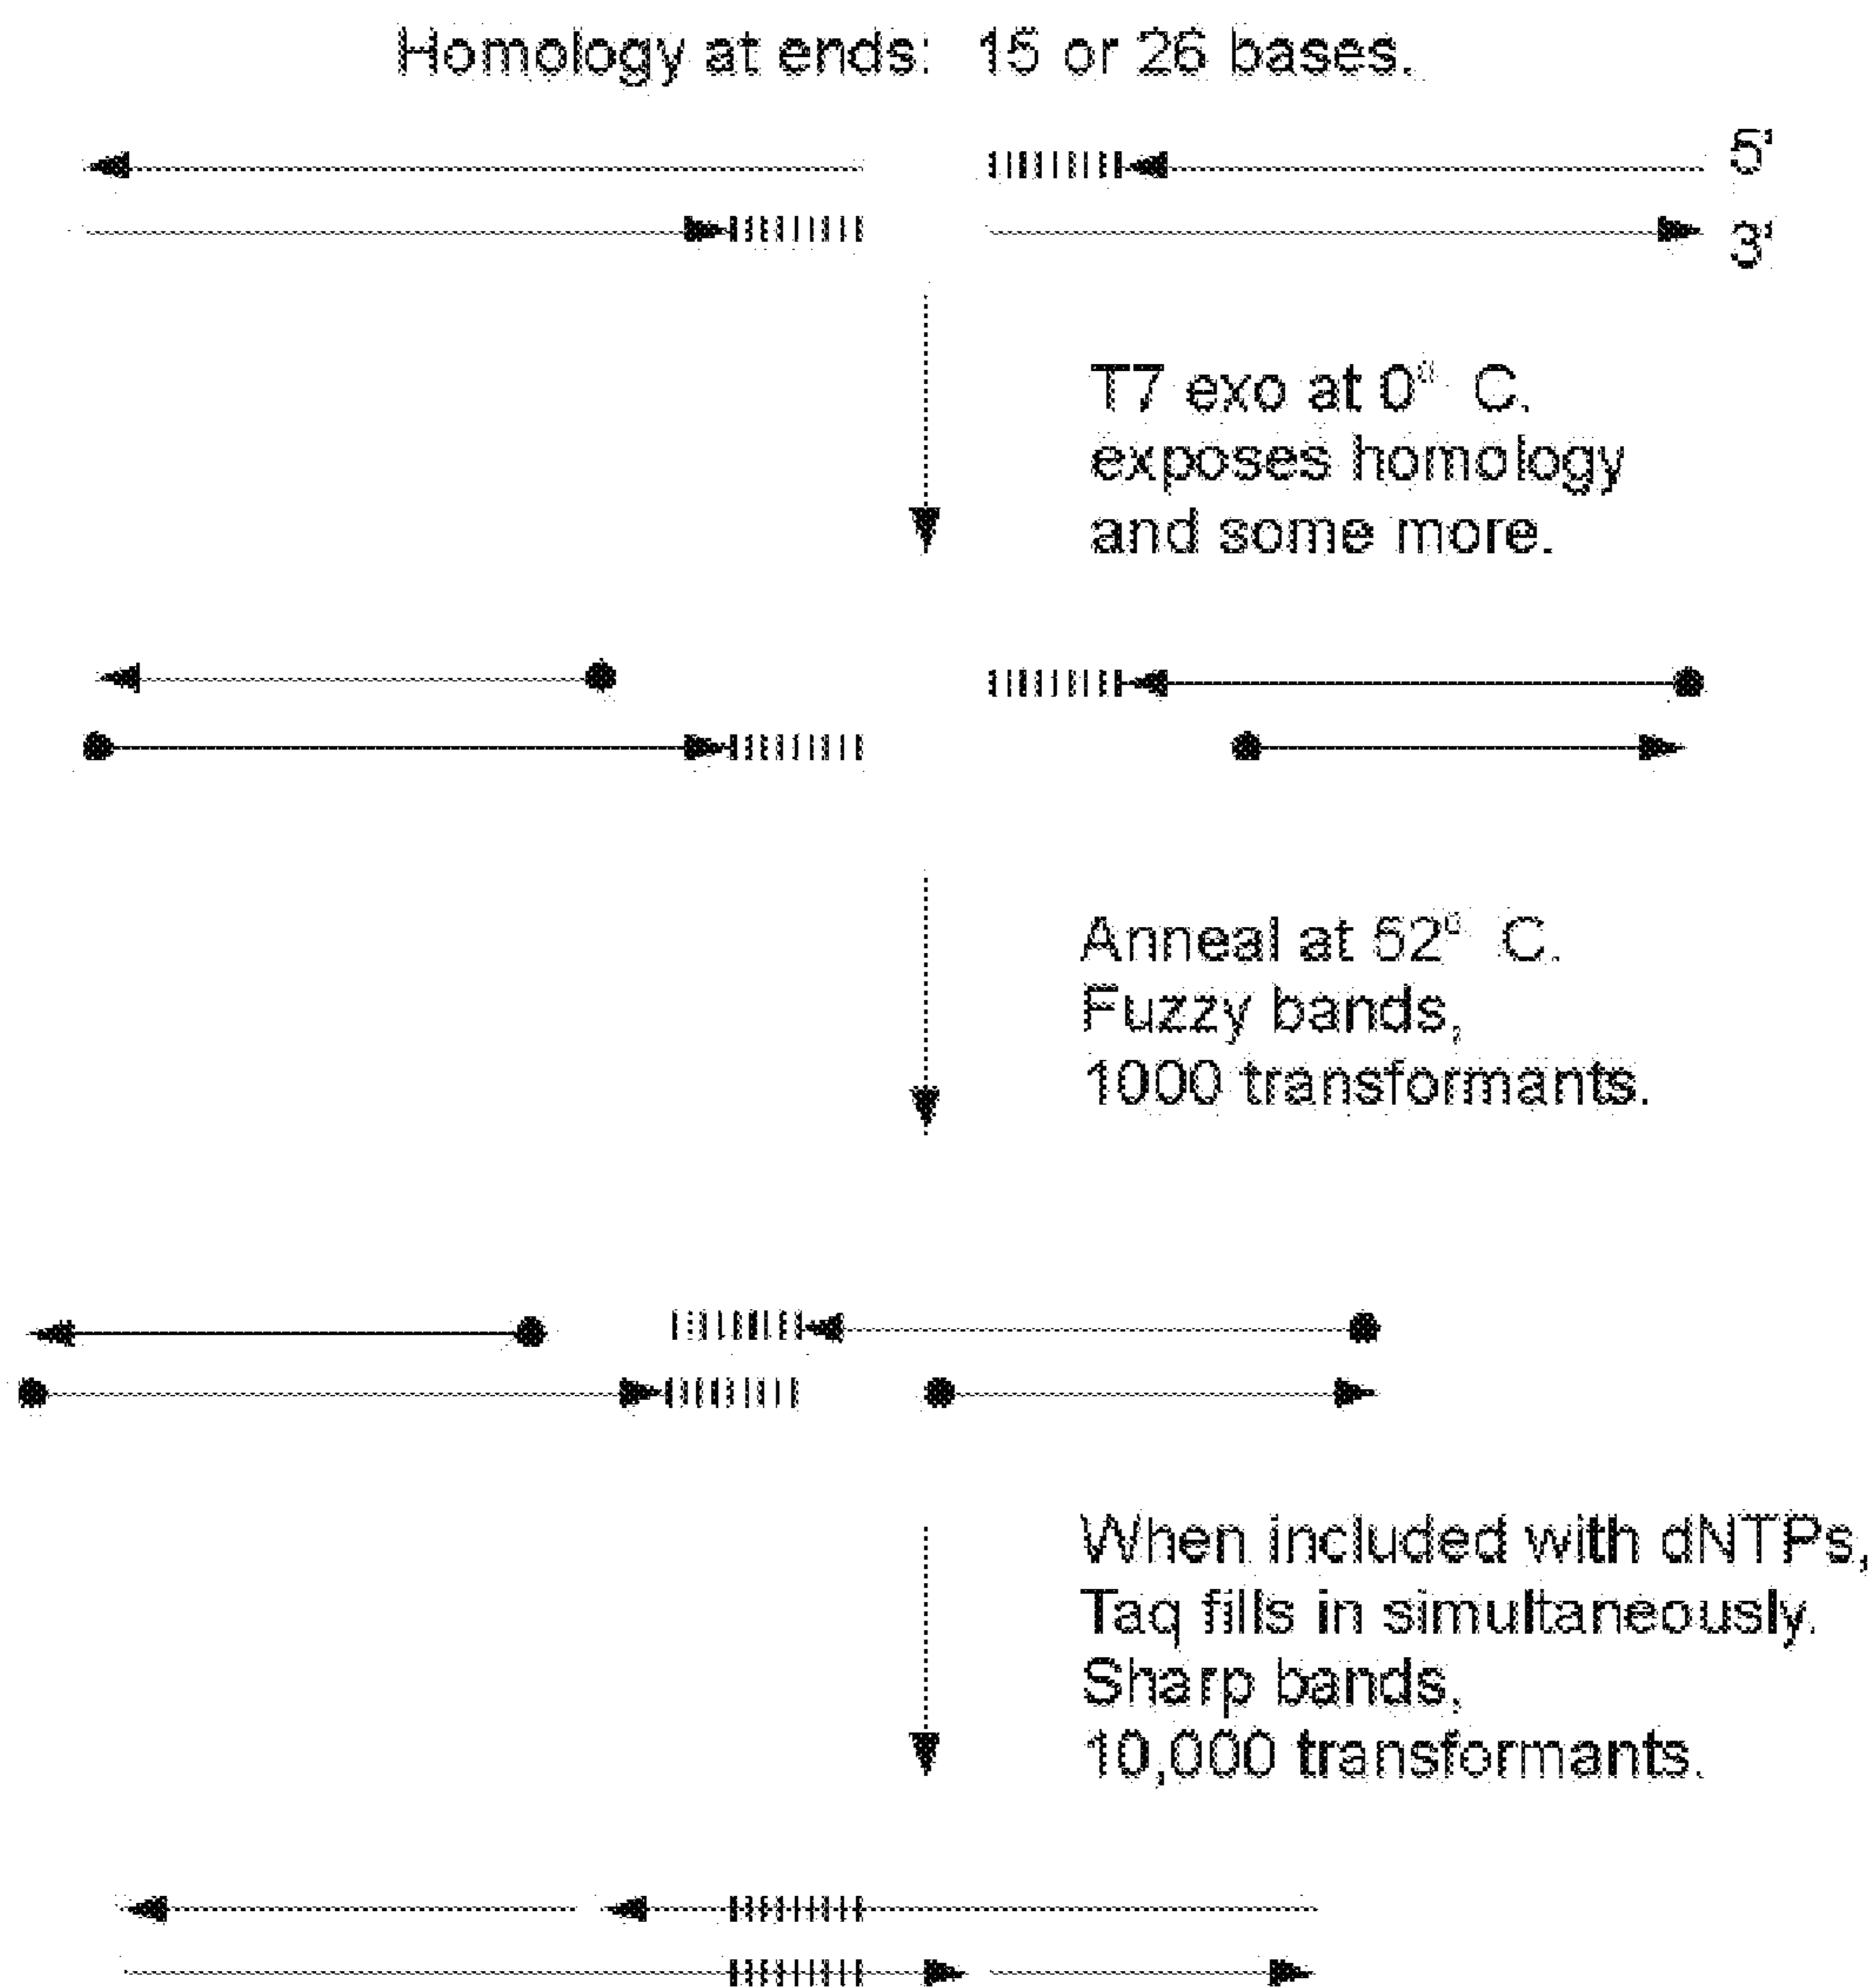 Homology at ends: 15 or 26 bases.
5'
3'
T7 exo at 0° C.
exposes homology
and some more.
Anneal at 52° C.
Fuzzy bands,
1000 transformants.
When included with dNTPs,
Taq fills in simultaneously.
Sharp bands,
10,000 transformants.